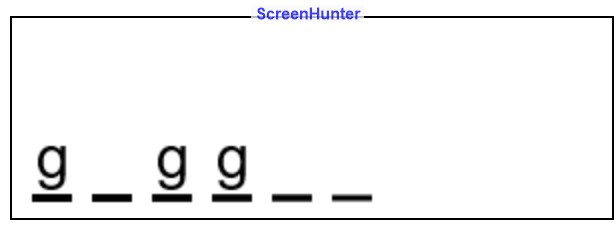 ScreenHunter
g _ g g _ _